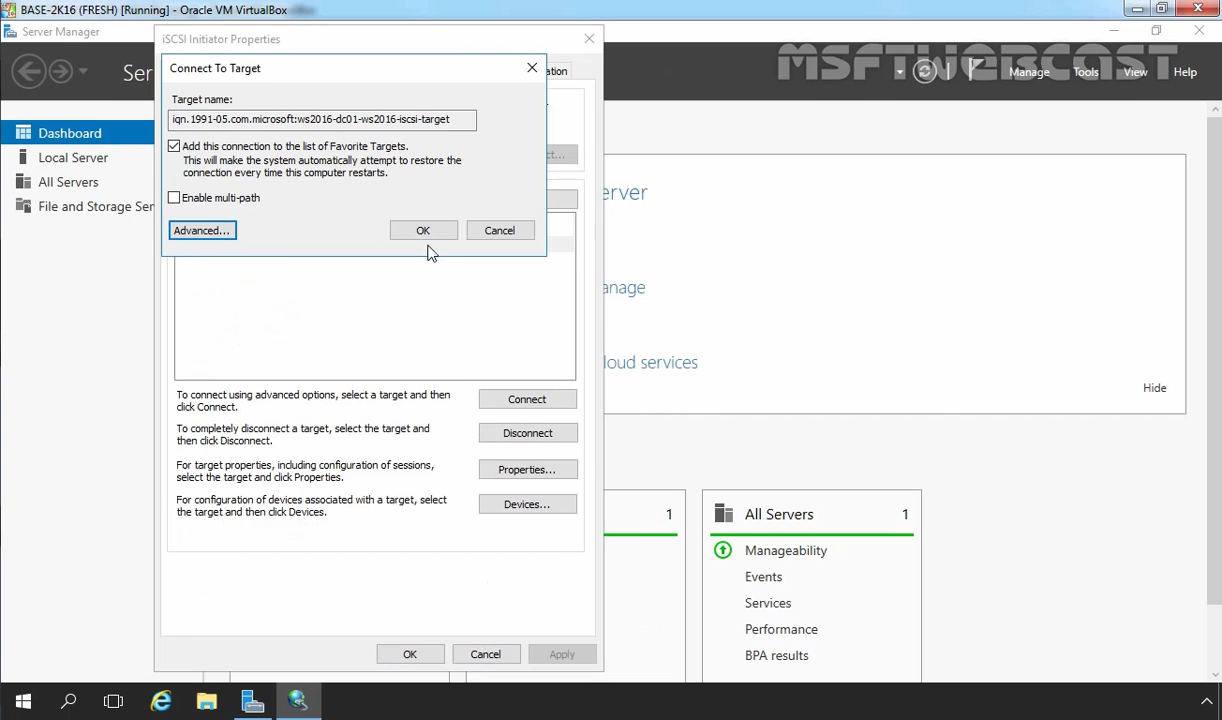 BASE-2K16 (FRESH) [Running] - Oracle VM VirtualBox
Server Manager
iSCSI Initiator Properties
Ser
MSFTWEBCAST
Manage
Tools
View
Help
Connect To Target
ation
Target name:
iqn.1991-05.com.microsoft:ws2016-dc01-ws2016-iscsi-target
Add this connection to the list of Favorite Targets.
This will make the system automatically attempt to restore the
connection every time this computer restarts.
Enable multi-path
Advanced...
OK
Cancel
Dashboard
Local Server
All Servers
File and Storage Ser
erver
anage
loud services
Hide
To connect using advanced options, select a target and then
click Connect.
Connect
To completely disconnect a target, select the target and
then click Disconnect.
Disconnect
For target properties, including configuration of sessions,
select the target and click Properties.
Properties...
For configuration of devices associated with a target, select
the target and then click Devices.
Devices...
OK
Cancel
Apply
1
All Servers
1
Manageability
Events
Services
Performance
BPA results